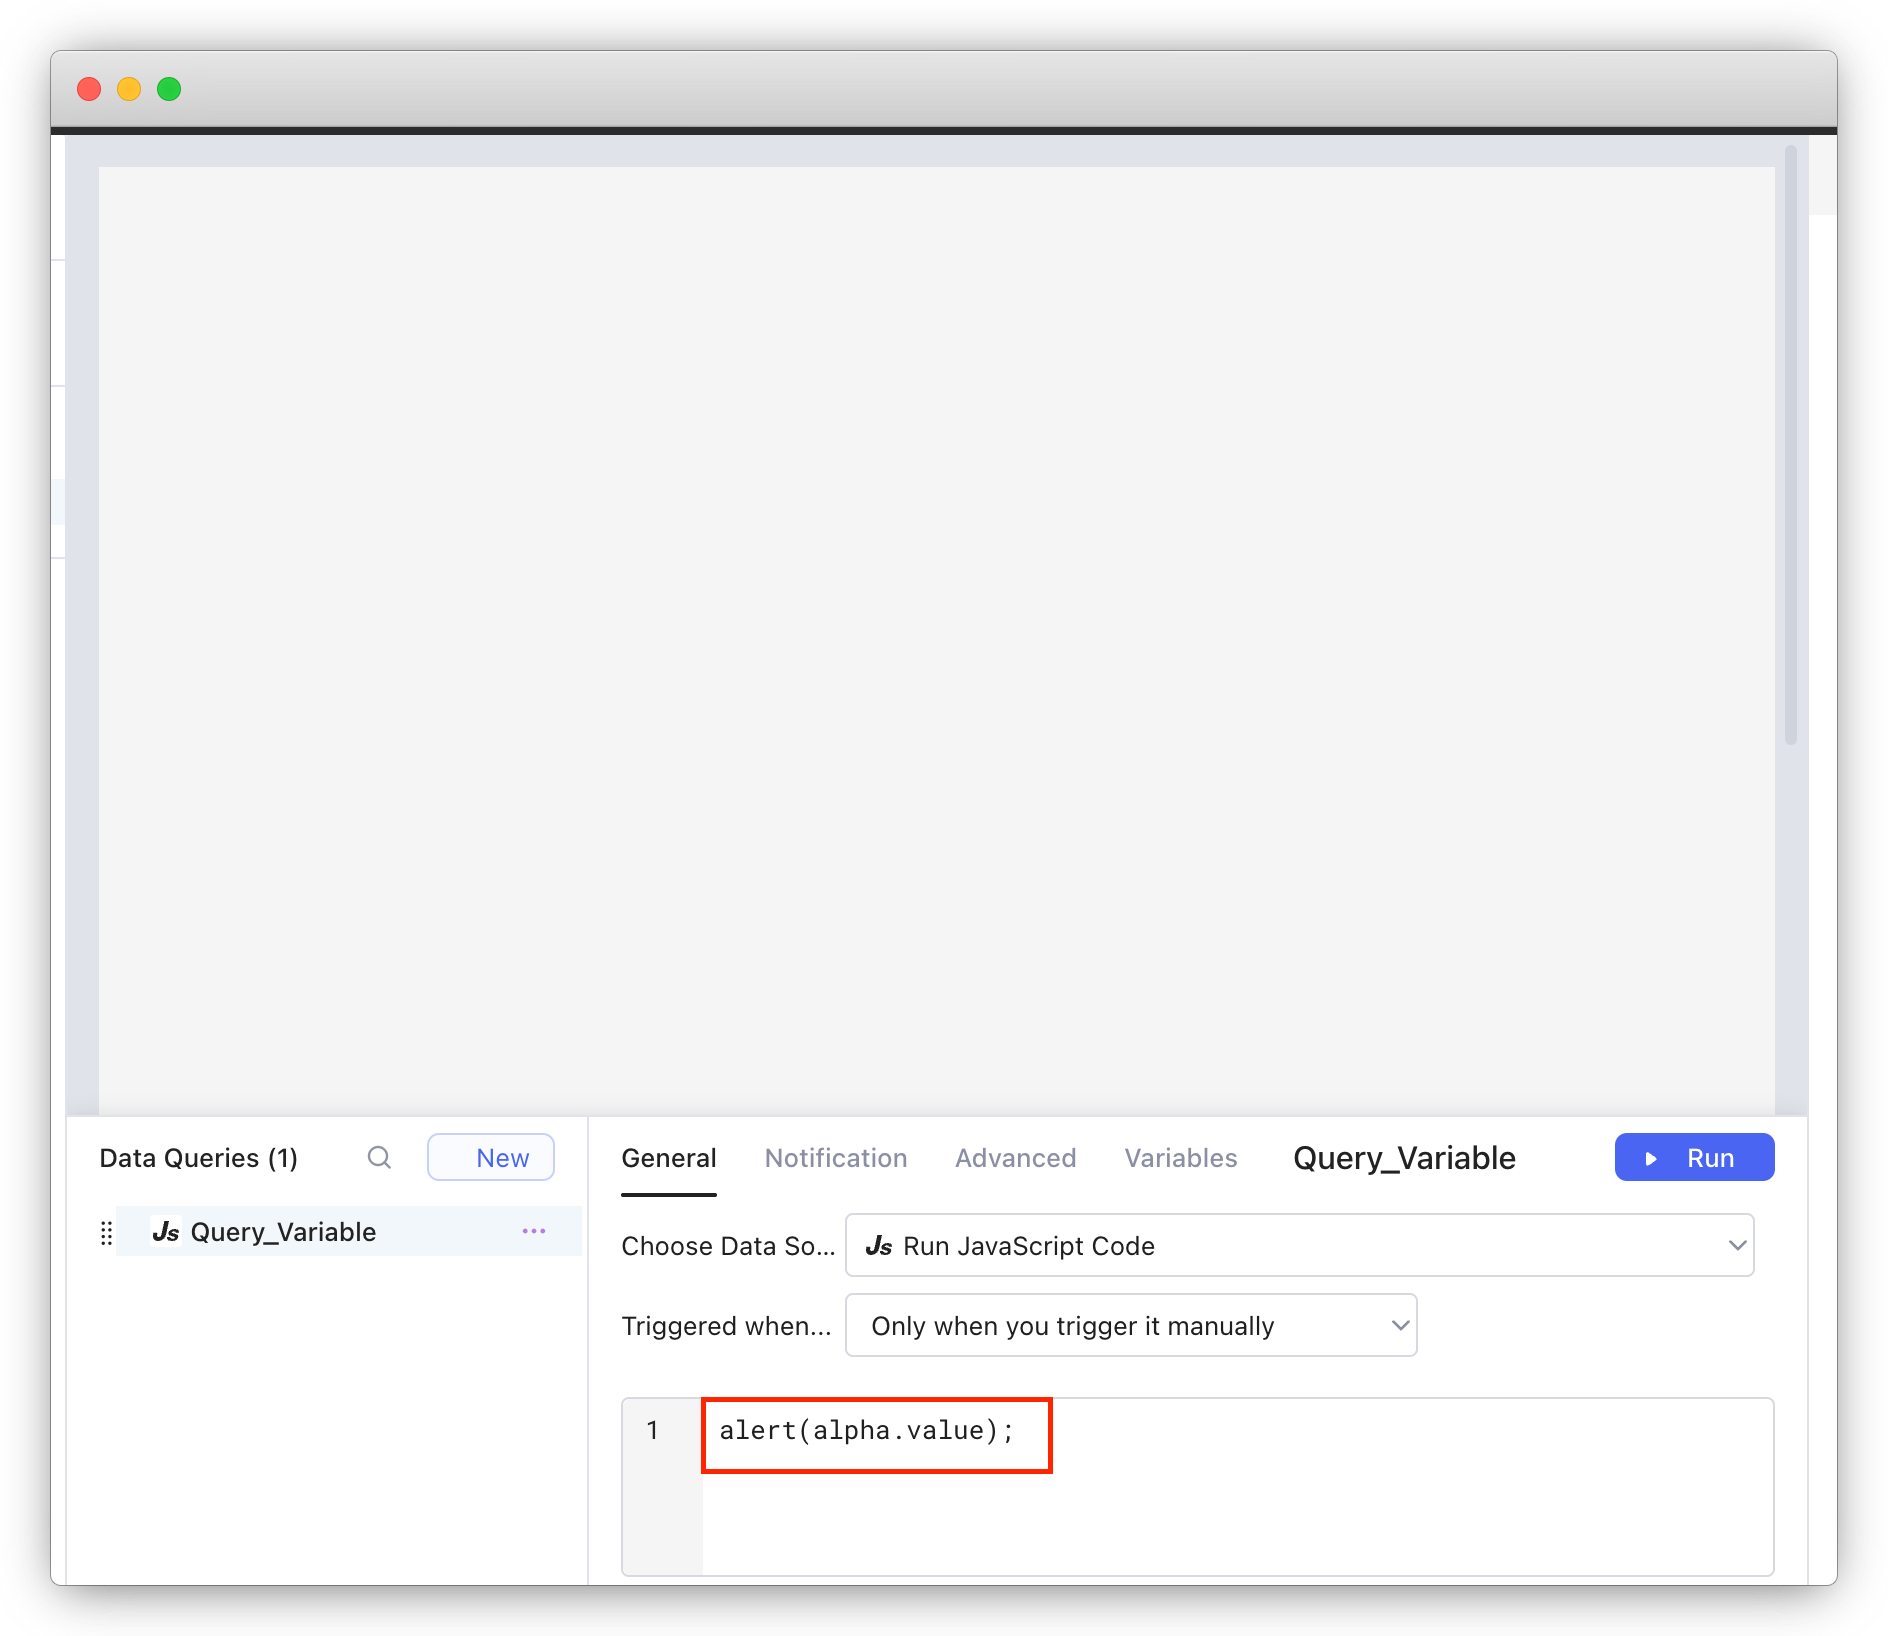 Data Queries (1)
New
Js Query_Variable
General Notification Advanced Variables Query_Variable Run
Choose Data So... Js Run JavaScript Code
Triggered when... Only when you trigger it manually
1 alert(alpha.value);